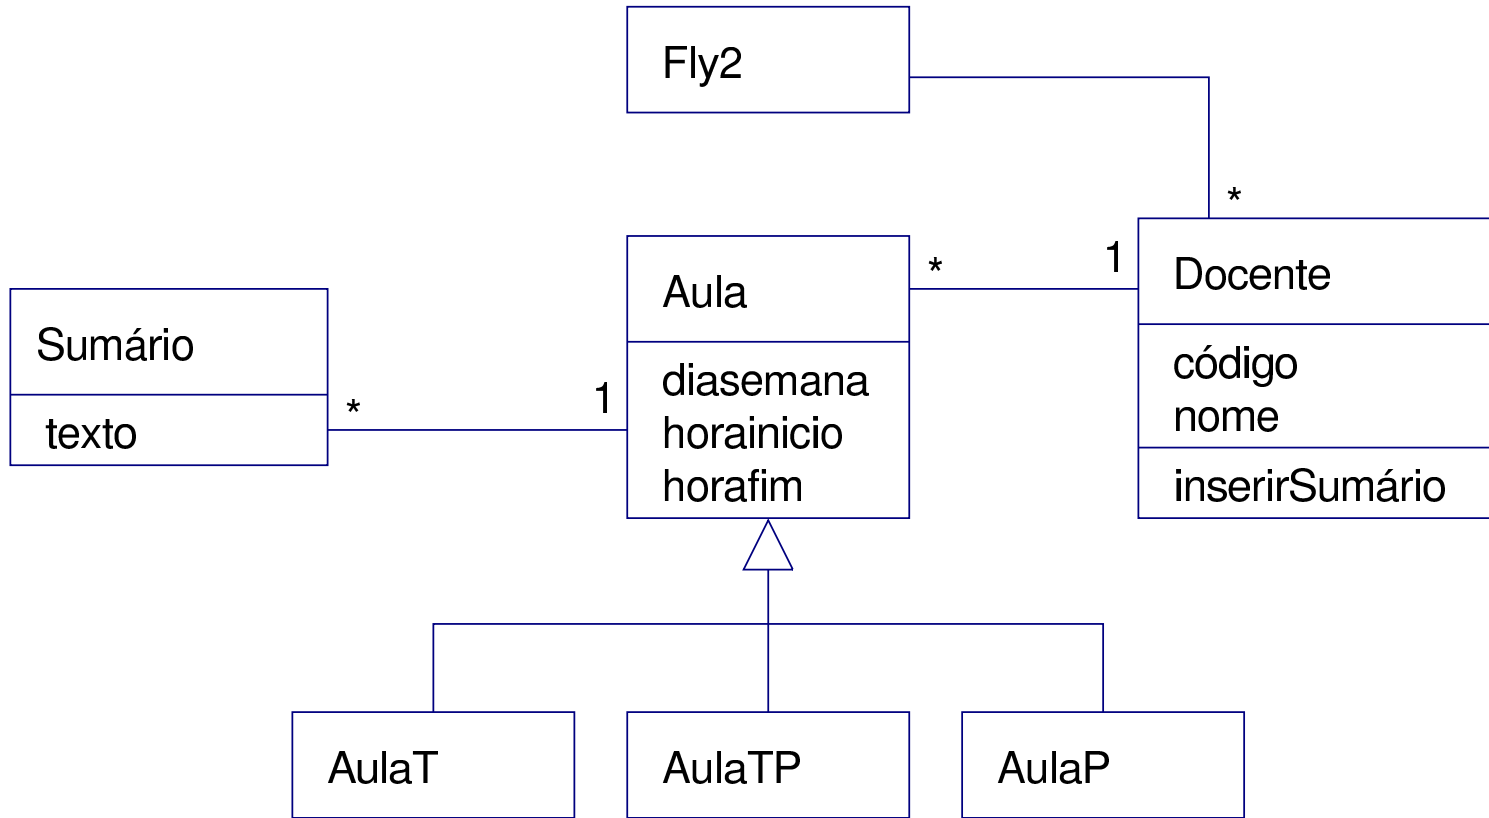 Fly2
*
Aula
diasemana
horainicio
horafim
*
1
Docente
código
nome
inserirSumário
Sumário
texto
*
1
AulaT
AulaTP
AulaP